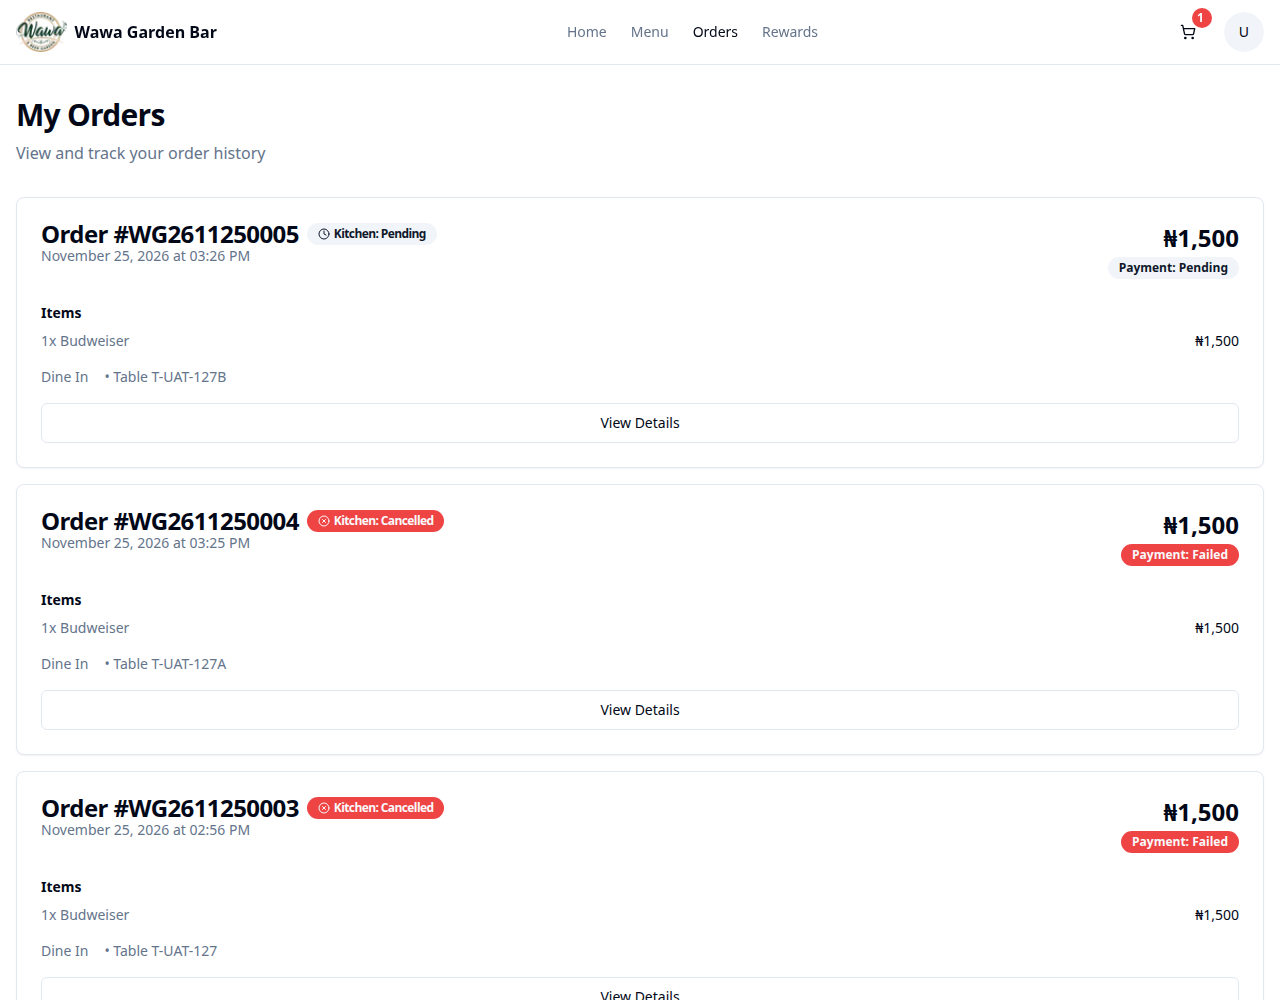 RESTAURANT
Wawa
& BEER GARDEN
Wawa Garden Bar
Home
Menu
Orders
Rewards
1
U
My Orders
View and track your order history
Order #WG2611250005
Kitchen: Pending
₦1,500
November 25, 2026 at 03:26 PM
Payment: Pending
Items
1x Budweiser
₦1,500
Dine In • Table T-UAT-127B
View Details
Order #WG2611250004
Kitchen: Cancelled
₦1,500
November 25, 2026 at 03:25 PM
Payment: Failed
Items
1x Budweiser
₦1,500
Dine In • Table T-UAT-127A
View Details
Order #WG2611250003
Kitchen: Cancelled
₦1,500
November 25, 2026 at 02:56 PM
Payment: Failed
Items
1x Budweiser
₦1,500
Dine In • Table T-UAT-127
View Details